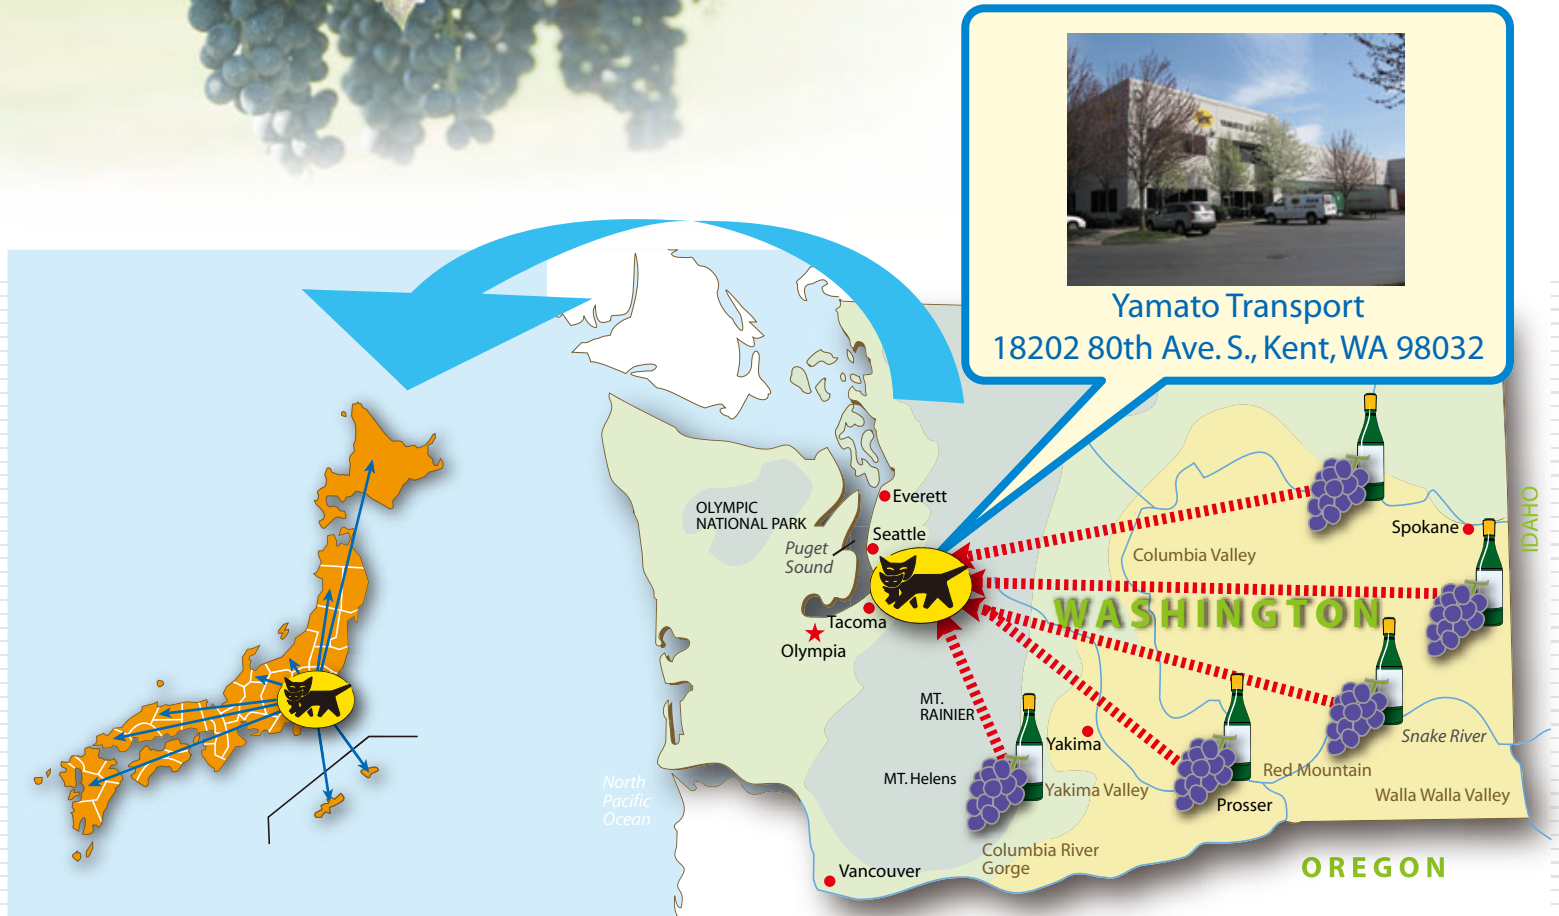 YAMATO
Yamato Transport
18202 80th Ave. S., Kent, WA 98032
Everett
OLYMPIC
NATIONAL PARK
Seattle
Puget
Sound
Spokane
IDAHO
Columbia Valley
WASHINGTON
Tacoma
Olympia
MT.
RAINIER
Yakima
Snake River
MT. Helens
Red Mountain
Yakima Valley
Prosser
Walla Walla Valley
North
Pacific
Ocean
Columbia River
Gorge
Vancouver
OREGON